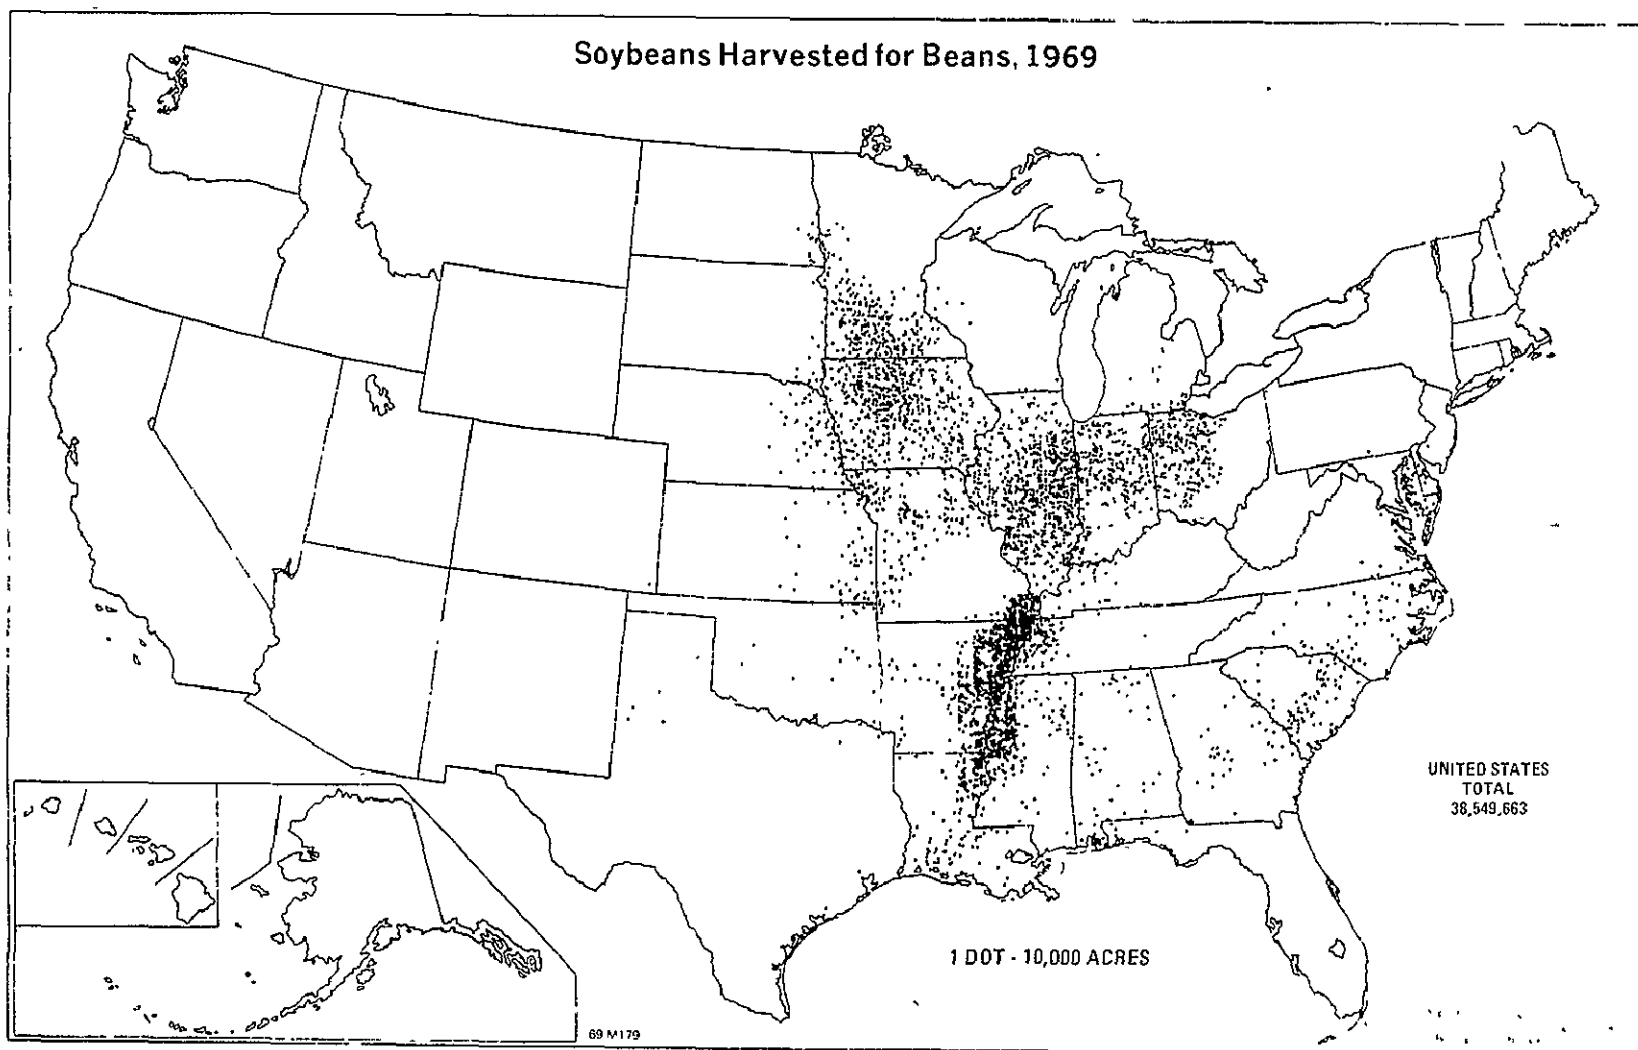 Soybeans Harvested for Beans, 1969
UNITED STATES
TOTAL
38,549,663
1 DOT - 10,000 ACRES
69 M179